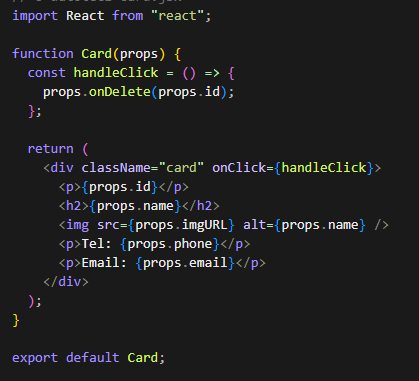 import React from "react";
function Card(props) {
const handleClick = () => {
props.onDelete(props.id);
};
return (
<div className="card" onClick={handleClick}>
<p>{props.id}</p>
<h2>{props.name}</h2>
<img src={props.imgURL} alt={props.name} />
<p>Tel: {props.phone}</p>
<p>Email: {props.email}</p>
</div>
);
}
export default Card;